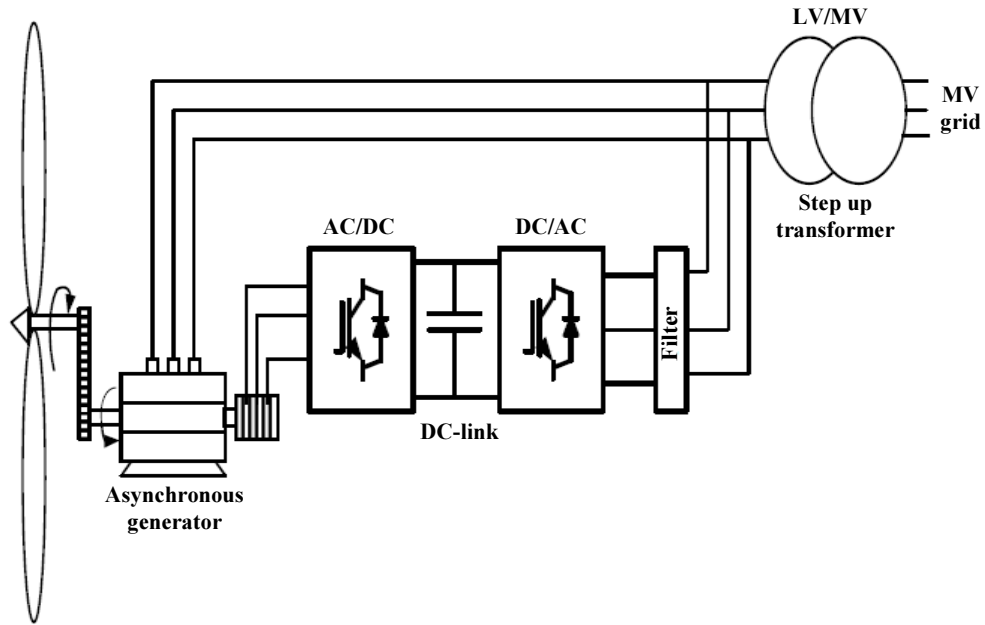 LV/MV
MV
grid
Step up
transformer
AC/DC
DC/AC
Filter
DC-link
Asynchronous
generator